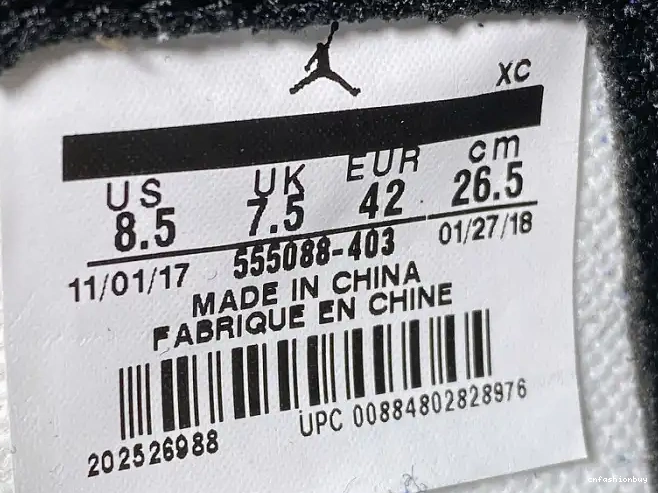 XC
US UK EUR cm
8.5 7.5 42 26.5
11/01/17 555088-403 01/27/18
MADE IN CHINA
FABRIQUE EN CHINE
202526988 UPC 00884802828976
enfashionbuy